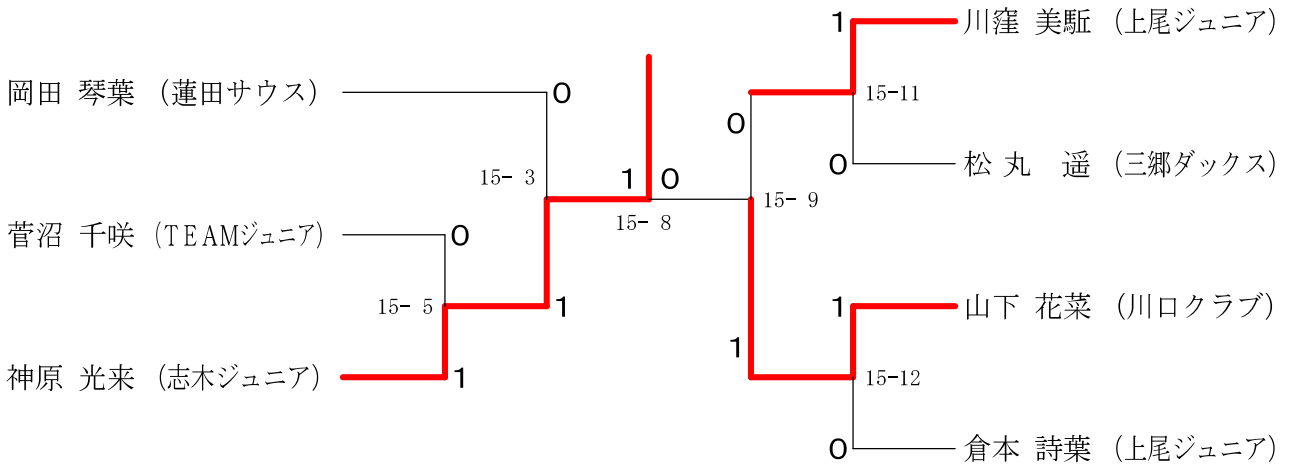 1 川窪 美駈 (上尾ジュニア)
岡田 琴葉 (蓮田サウス) 0
15-11
0
0 松丸 遥 (三郷ダックス)
15- 3
1 0
15- 9
15- 8
菅沼 千咲 (TEAMジュニア) 0
15- 5
1
1 山下 花菜 (川口クラブ)
1
神原 光来 (志木ジュニア) 1
15-12
0 倉本 詩葉 (上尾ジュニア)